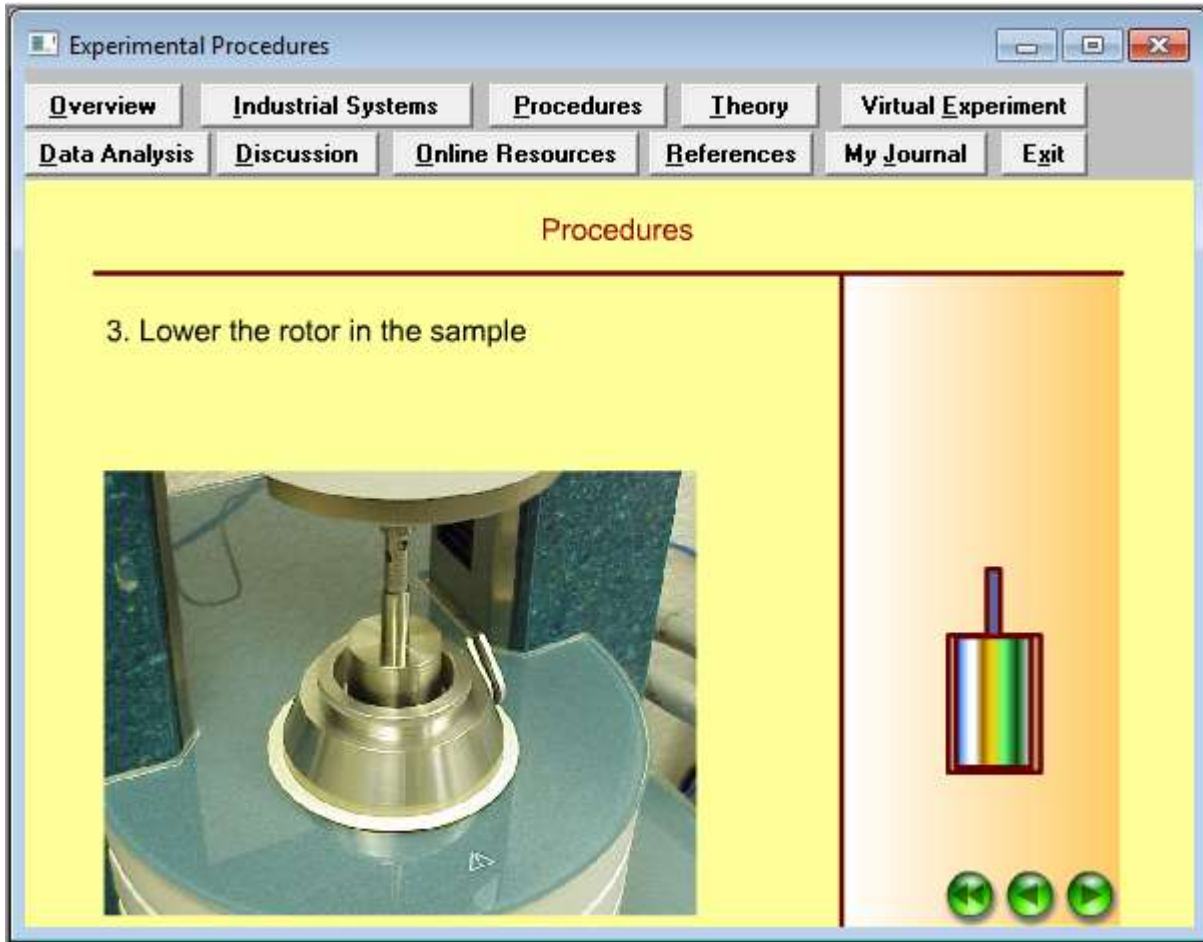 Experimental Procedures
Overview Industrial Systems Procedures Theory Virtual Experiment
Data Analysis Discussion Online Resources References My Journal Exit
Procedures
3. Lower the rotor in the sample